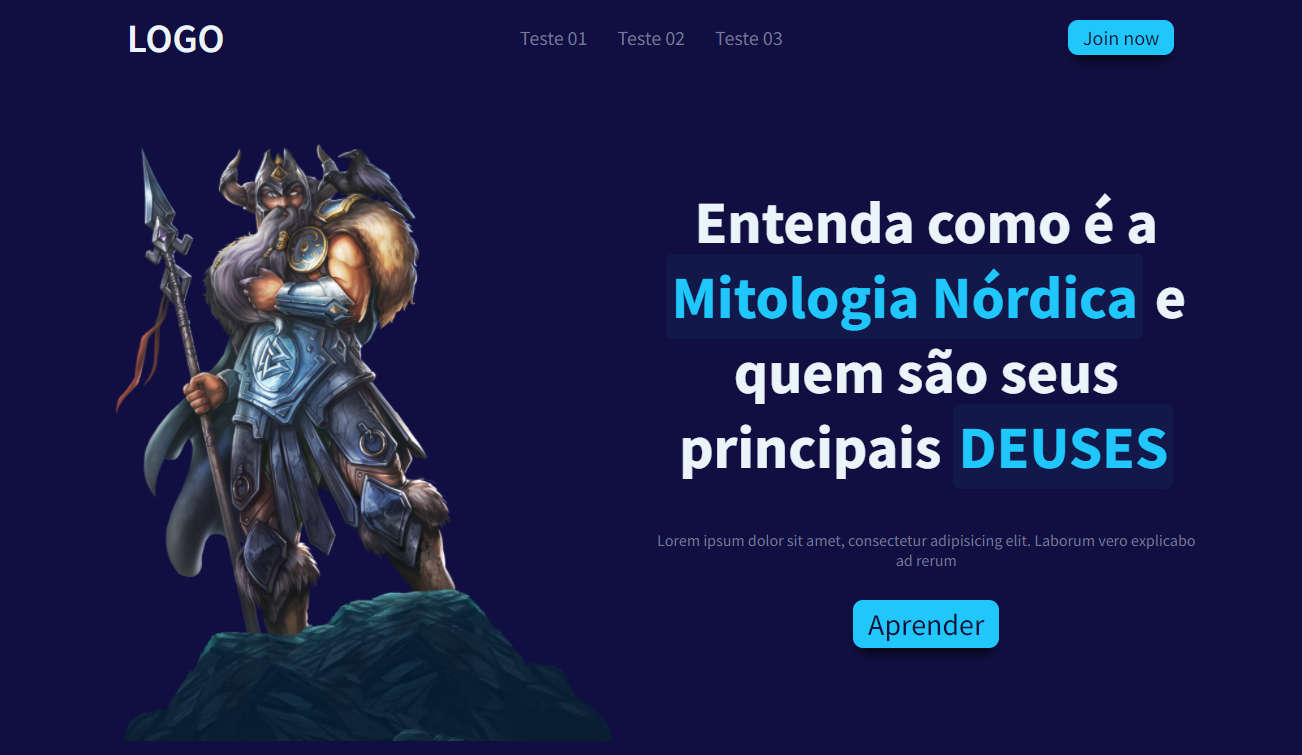 LOGO
Teste 01 Teste 02 Teste 03
Join now
Entenda como é a
Mitologia Nórdica e
quem são seus
principais DEUSES
Lorem ipsum dolor sit amet, consectetur adipisicing elit. Laborum vero explicabo
ad rerum
Aprender